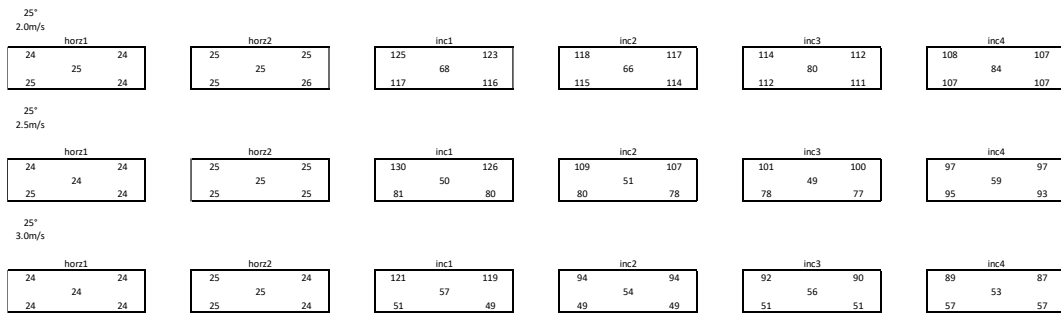 25°
2.0m/s
horz1 horz2 inc1 inc2 inc3 inc4
24 24 25 25 125 123 118 117 114 112 108 107
25 25 68 66 80 84
25 24 25 26 117 116 115 114 112 111 107 107
25°
2.5m/s
horz1 horz2 inc1 inc2 inc3 inc4
24 24 25 25 130 126 109 107 101 100 97 97
24 25 50 51 49 59
25 24 25 25 81 80 80 78 78 77 95 93
25°
3.0m/s
horz1 horz2 inc1 inc2 inc3 inc4
24 24 25 24 121 119 94 94 92 90 89 87
24 25 57 54 56 53
24 24 25 24 51 49 49 49 51 51 57 57